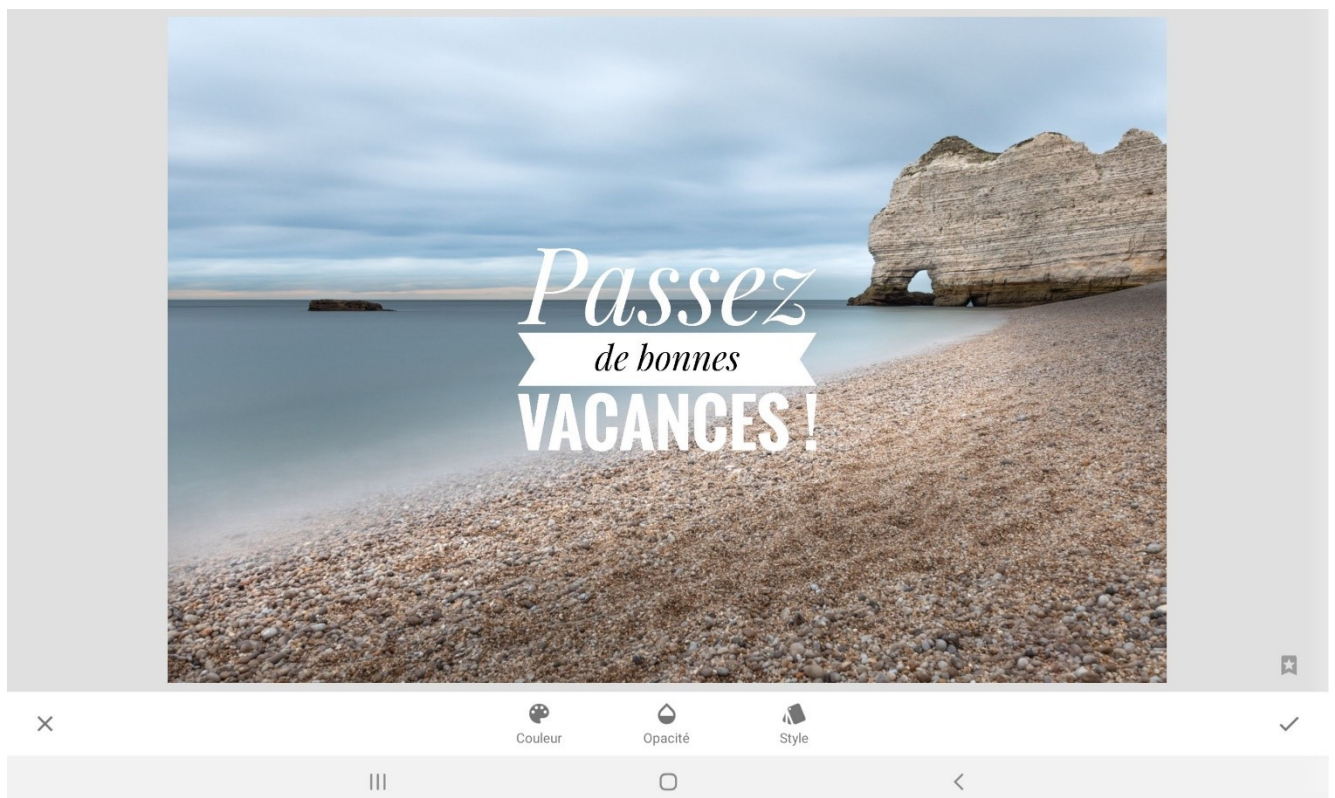 Passez
de bonnes
VACANCES !
Couleur
Opacité
Style